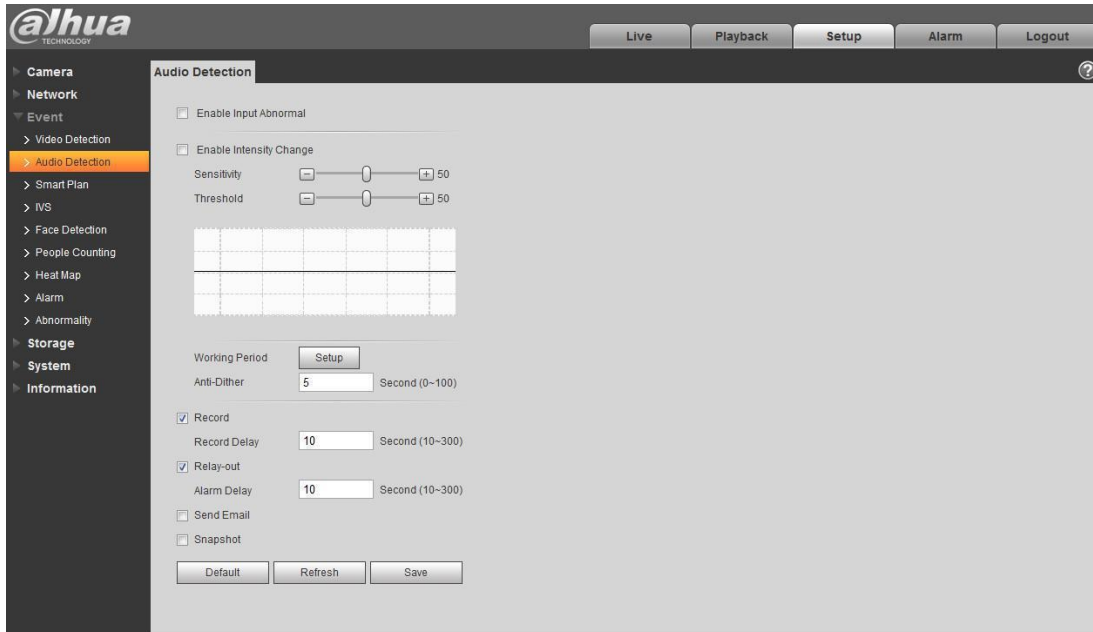 alhua
TECHNOLOGY
Live Playback Setup Alarm Logout
Camera
Network
Event
Video Detection
Audio Detection
Smart Plan
IVS
Face Detection
People Counting
Heat Map
Alarm
Abnormality
Storage
System
Information
Audio Detection
?
Enable Input Abnormal
Enable Intensity Change
Sensitivity - + 50
Threshold - + 50
Working Period Setup
Anti-Dither 5 Second (0~100)
Record
Record Delay 10 Second (10~300)
Relay-out
Alarm Delay 10 Second (10~300)
Send Email
Snapshot
Default Refresh Save